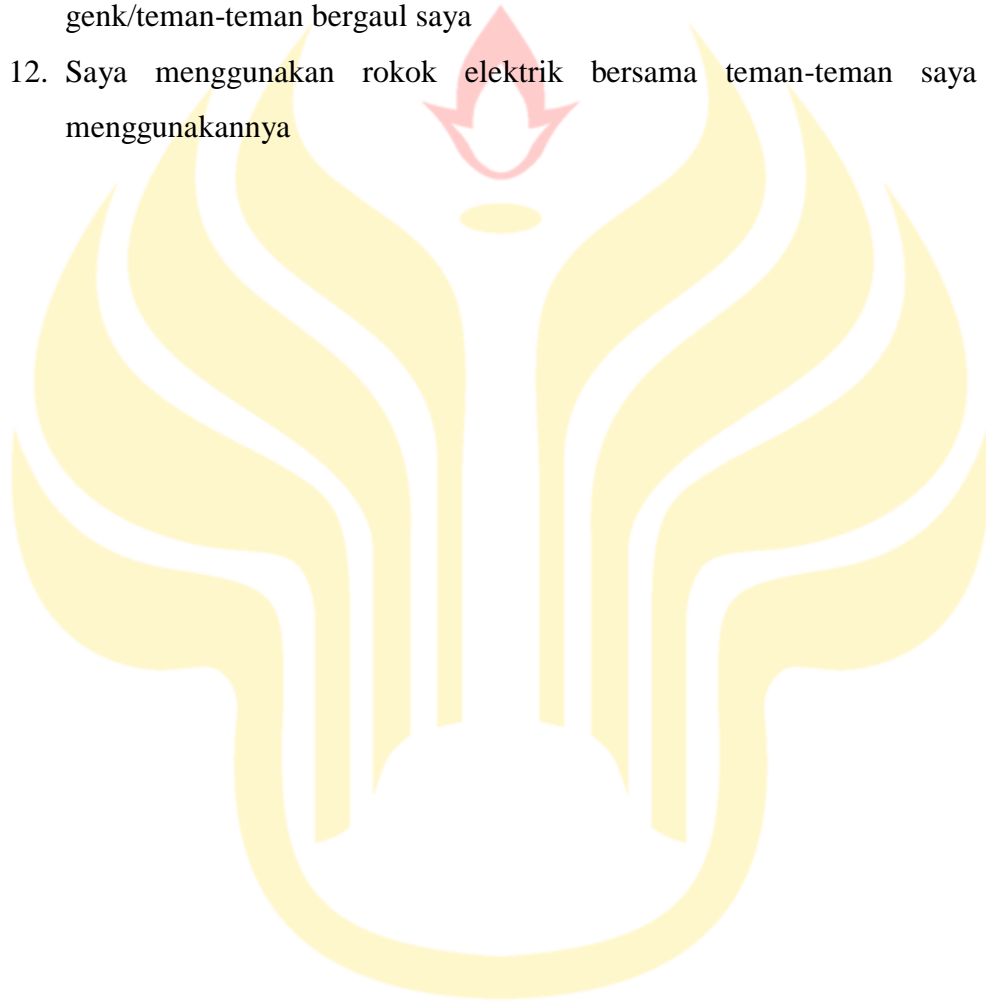 genk/teman-teman bergaul saya
12. Saya menggunakan rokok elektrik bersama teman-teman saya
menggunakannya